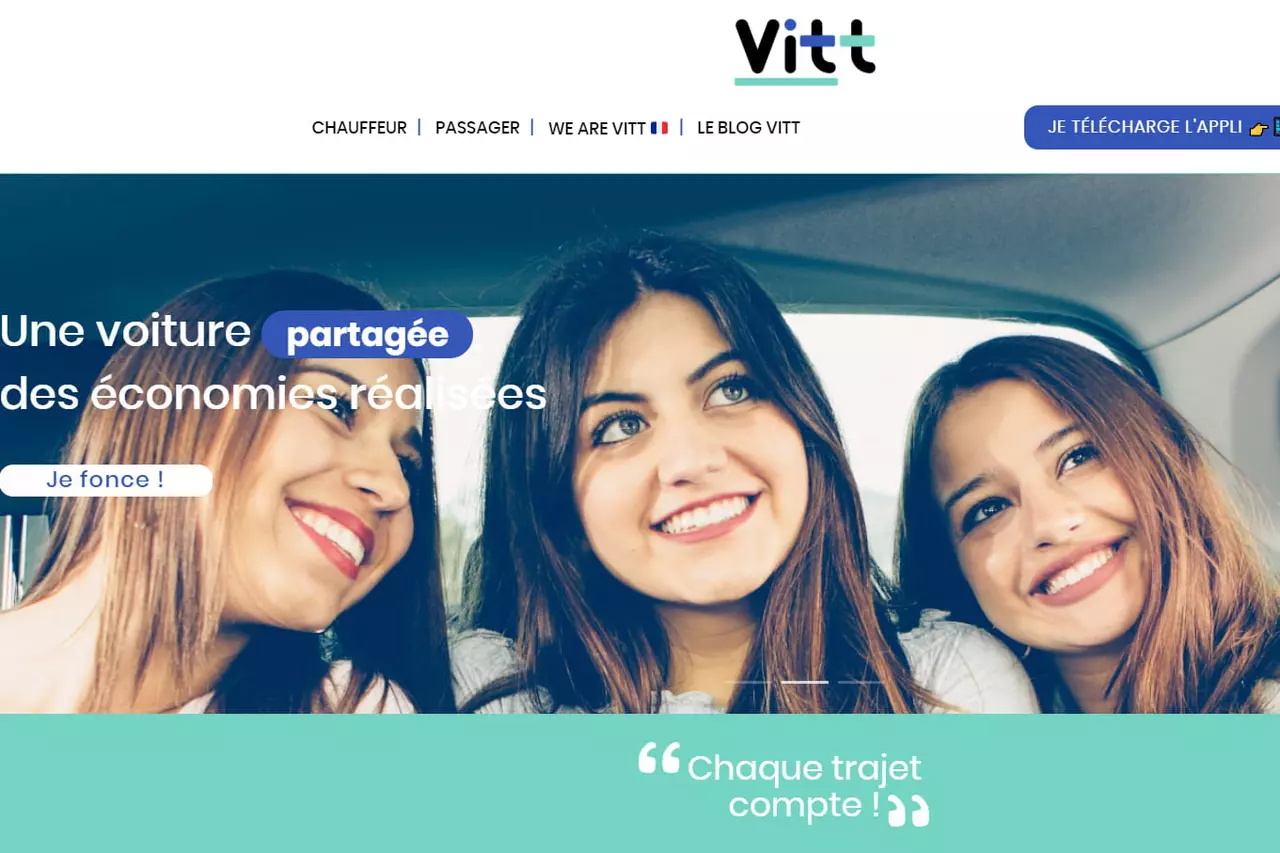 Vitt
CHAUFFEUR | PASSAGER | WE ARE VITT 🇫🇷 | LE BLOG VITT
JE TÉLÉCHARGE L'APPLI 👉
Une voiture partagée
des économies réalisées
Je fonce !
“Chaque trajet
compte !”